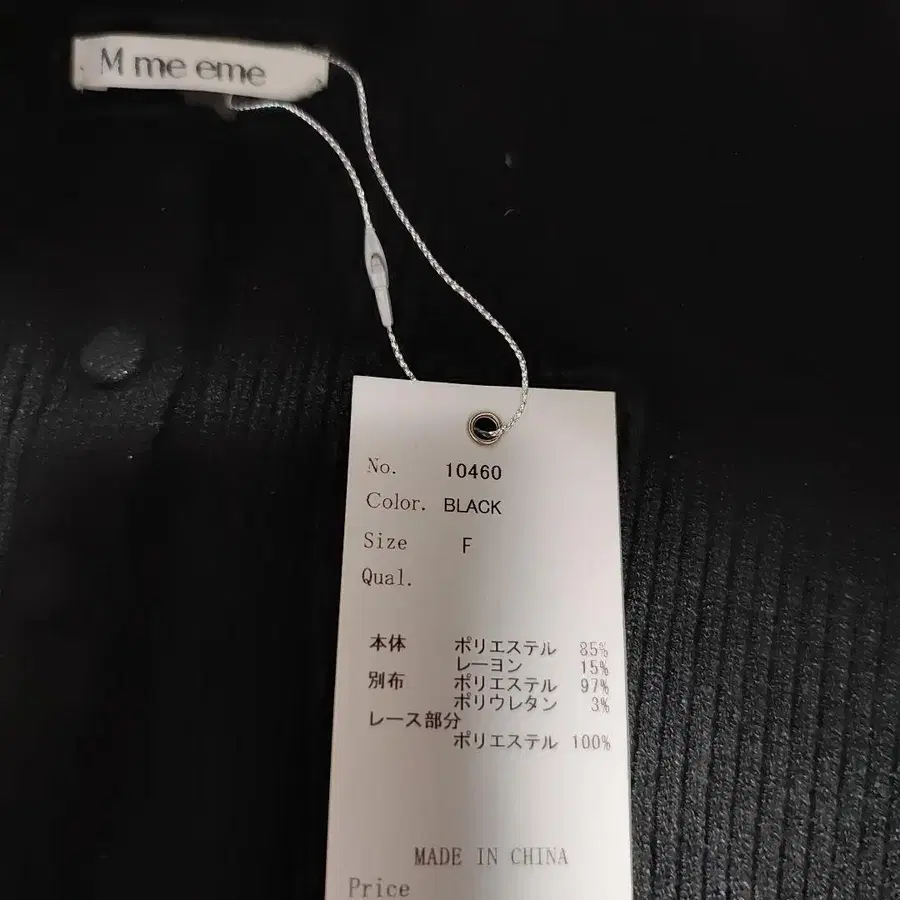 M me eme
No. 10460
Color. BLACK
Size F
Qual.
本体 ポリエステル 85%
レーヨン 15%
別布 ポリエステル 97%
ポリウレタン 3%
レース部分
ポリエステル 100%
MADE IN CHINA
Price